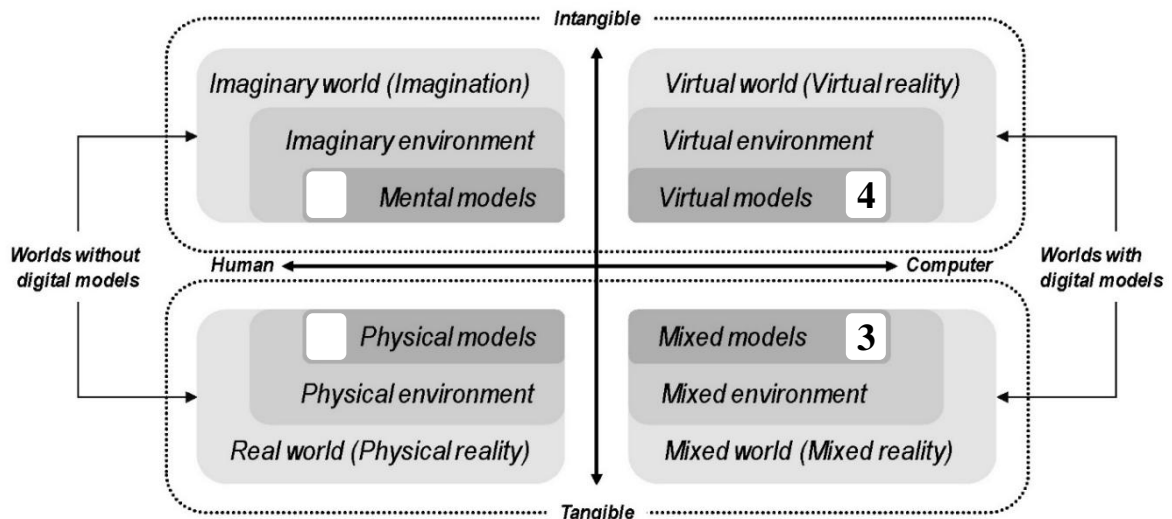 Intangible
Imaginary world (Imagination)
Virtual world (Virtual reality)
Imaginary environment
Virtual environment
Mental models
Virtual models
4
Worlds without
digital models
Human
Computer
Worlds with
digital models
Physical models
Mixed models
3
Physical environment
Mixed environment
Real world (Physical reality)
Mixed world (Mixed reality)
Tangible